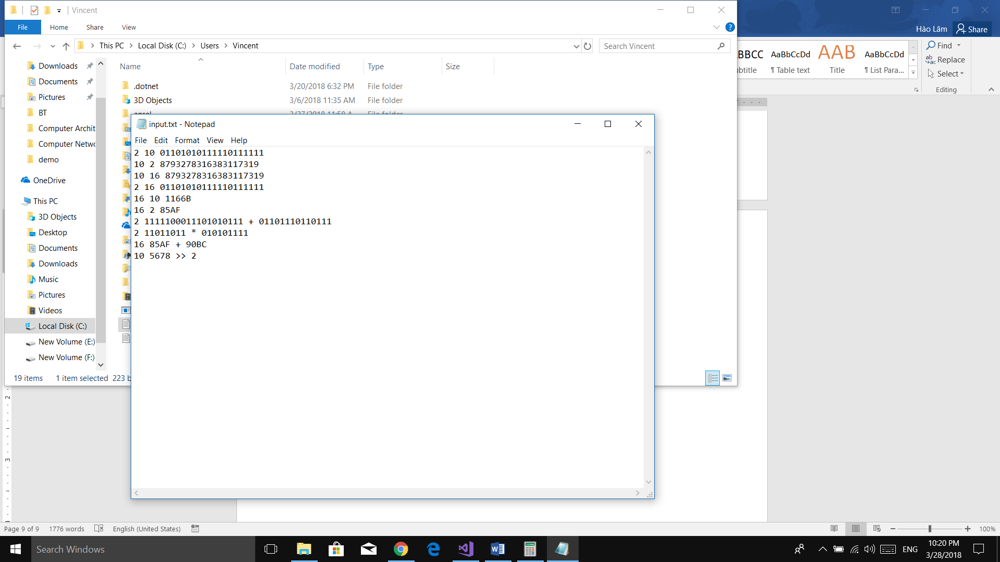 Vincent
File Home Share View
Hào Lâm Share
This PC Local Disk (C:) Users Vincent
Search Vincent
Name Date modified Type Size
.dotnet 3/20/2018 6:32 PM File folder
3D Objects 3/6/2018 11:35 AM File folder
Downloads
Documents
Pictures
BT
Computer Archit
Computer Netwo
demo
OneDrive
This PC
3D Objects
Desktop
Documents
Downloads
Music
Pictures
Videos
Local Disk (C:)
New Volume (E:)
New Volume (F:)
19 items 1 item selected 223 b
input.txt - Notepad
File Edit Format View Help
2 10 01101010111110111111
10 2 8793278316383117319
10 16 8793278316383117319
2 16 01101010111110111111
16 10 1166B
16 2 85AF
2 1111100011101010111 + 01101110110111
2 11011011 * 010101111
16 85AF + 90BC
10 5678 >> 2
BBCC AaBbCcDd AAB AaBbCcDd
ubtitle ¶ Table text Title ¶ List Para...
Find
Replace
Select
Editing
2
3
Page 9 of 9 1776 words English (United States) 100%
Search Windows
ENG
10:20 PM
3/28/2018